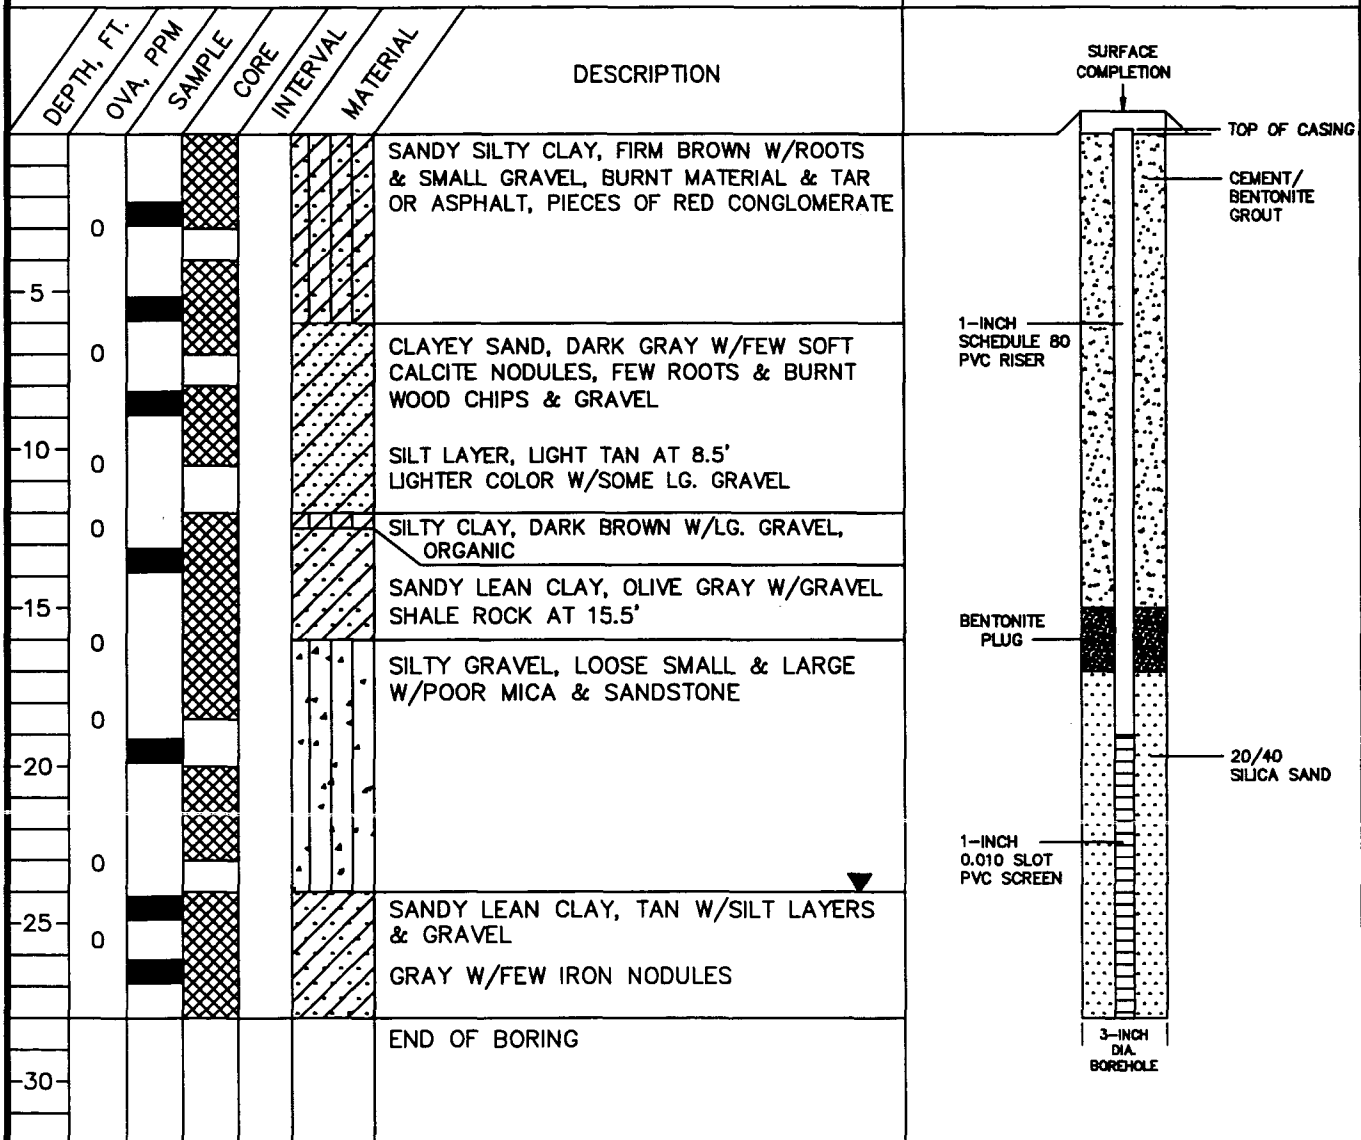 DEPTH, FT.
OVA, PPM
SAMPLE
CORE
INTERVAL
MATERIAL
DESCRIPTION
SANDY SILTY CLAY, FIRM BROWN W/ROOTS
& SMALL GRAVEL, BURNT MATERIAL & TAR
OR ASPHALT, PIECES OF RED CONGLOMERATE
0
5
0
CLAYEY SAND, DARK GRAY W/FEW SOFT
CALCITE NODULES, FEW ROOTS & BURNT
WOOD CHIPS & GRAVEL
10
0
SILT LAYER, LIGHT TAN AT 8.5'
LIGHTER COLOR W/SOME LG. GRAVEL
0
SILTY CLAY, DARK BROWN W/LG. GRAVEL,
ORGANIC
SANDY LEAN CLAY, OLIVE GRAY W/GRAVEL
15
SHALE ROCK AT 15.5'
0
SILTY GRAVEL, LOOSE SMALL & LARGE
W/POOR MICA & SANDSTONE
0
20
0
SANDY LEAN CLAY, TAN W/SILT LAYERS
25
& GRAVEL
0
GRAY W/FEW IRON NODULES
END OF BORING
30
SURFACE
COMPLETION
TOP OF CASING
CEMENT/
BENTONITE
GROUT
1-INCH
SCHEDULE 80
PVC RISER
BENTONITE
PLUG
20/40
SILICA SAND
1-INCH
0.010 SLOT
PVC SCREEN
3-INCH
DIA.
BOREHOLE